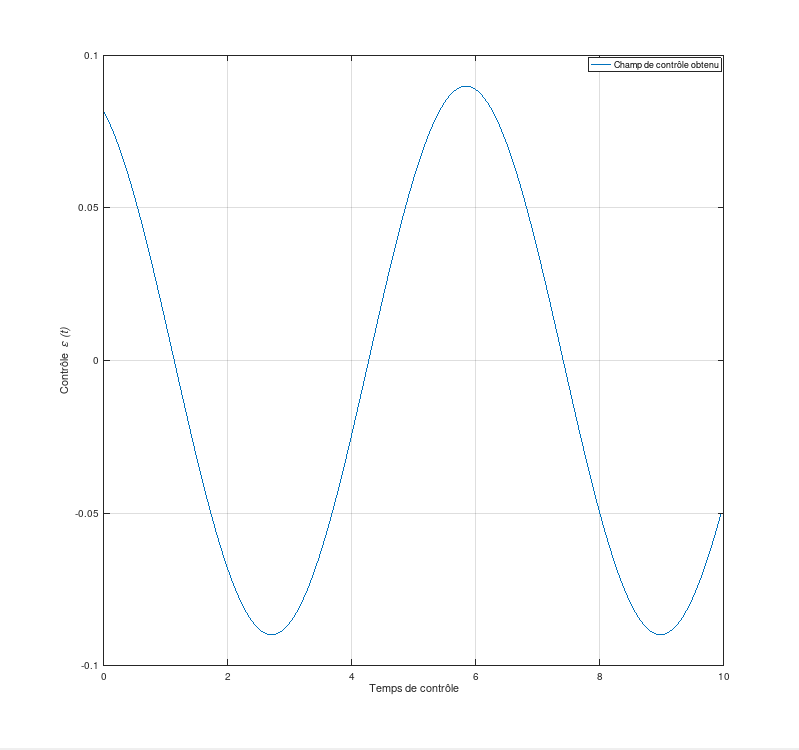 0.1
Champ de contrôle obtenu
0.05
Contrôle ε (t)
0
-0.05
-0.1
0 2 4 6 8 10
Temps de contrôle